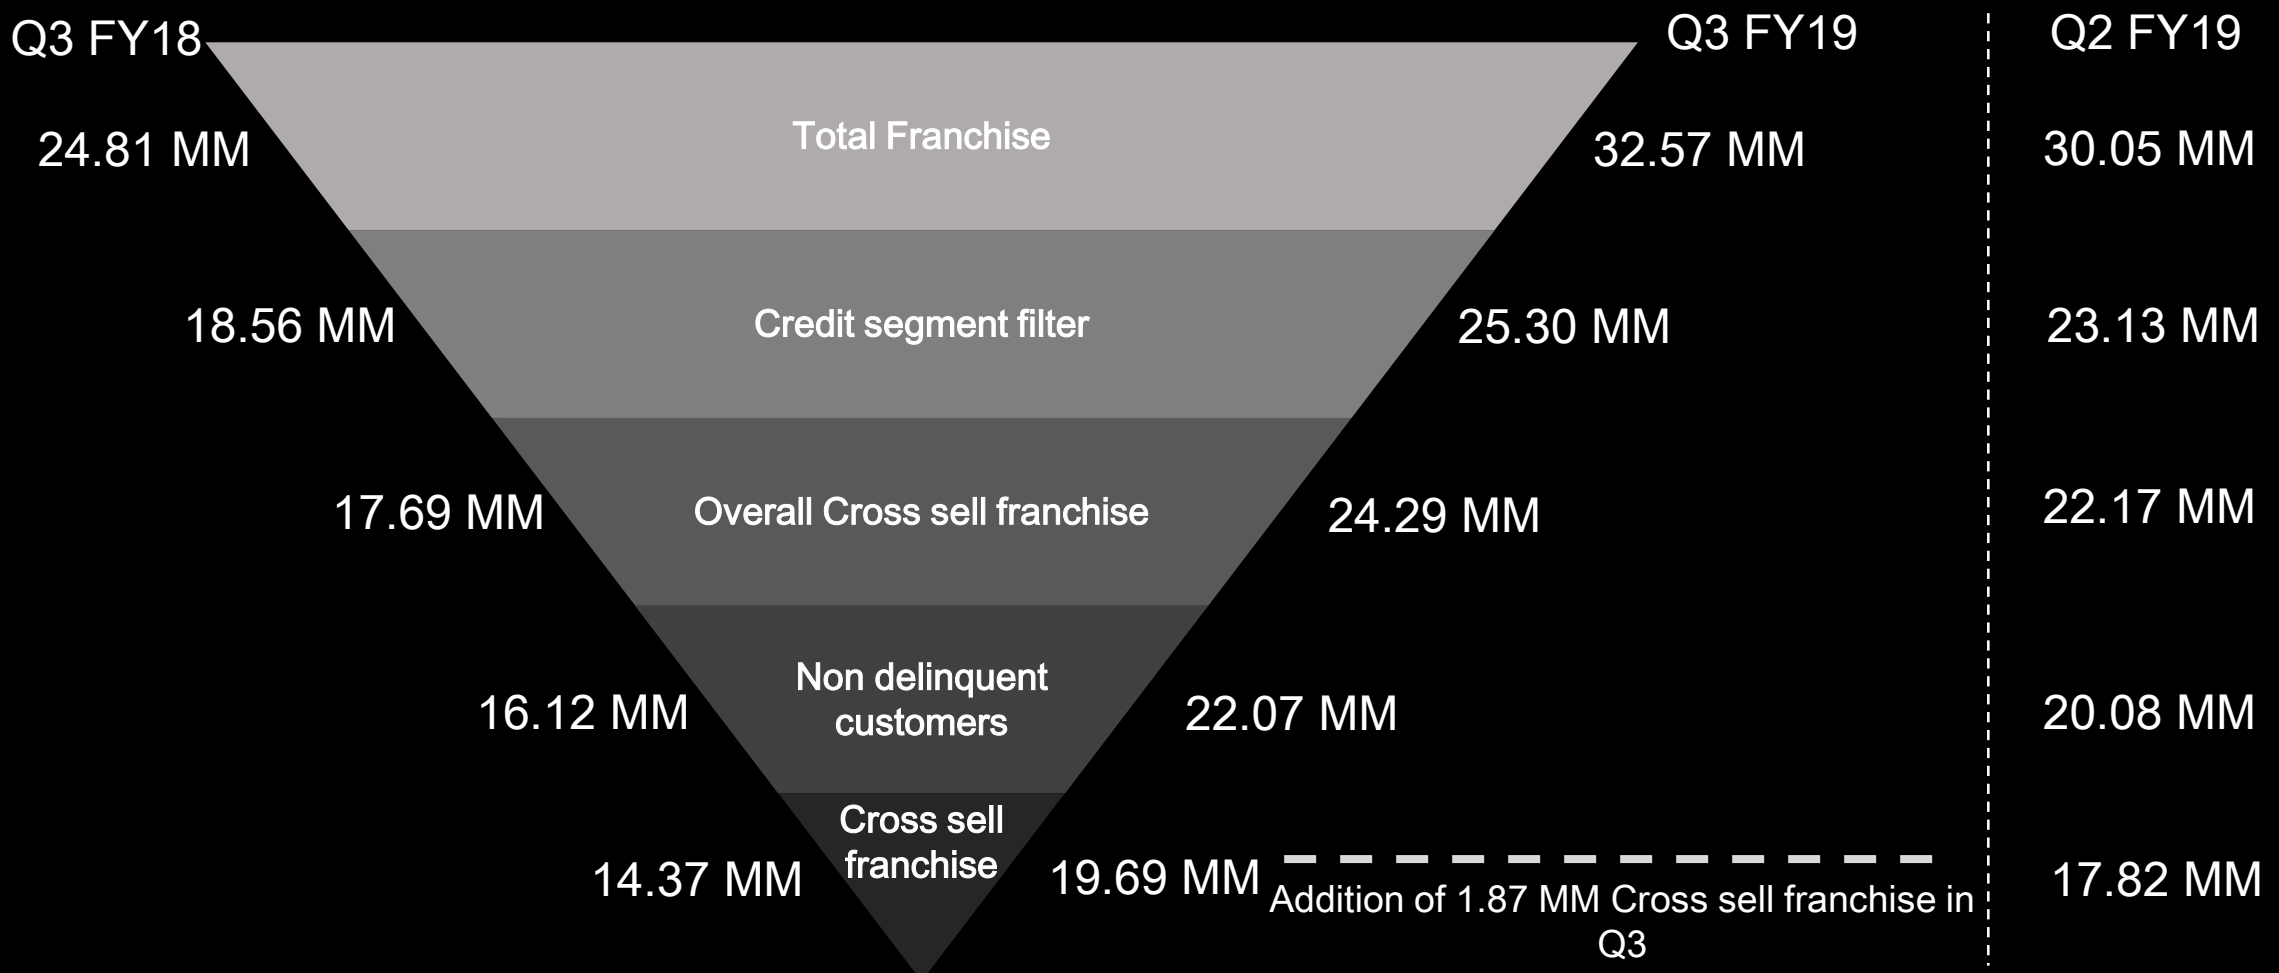 Q3 FY18
Q3 FY19
Q2 FY19
24.81 MM
Total Franchise
32.57 MM
30.05 MM
18.56 MM
Credit segment filter
25.30 MM
23.13 MM
17.69 MM
Overall Cross sell franchise
24.29 MM
22.17 MM
16.12 MM
Non delinquent
customers
22.07 MM
20.08 MM
14.37 MM
Cross sell
franchise
19.69 MM
Addition of 1.87 MM Cross sell franchise in
Q3
17.82 MM